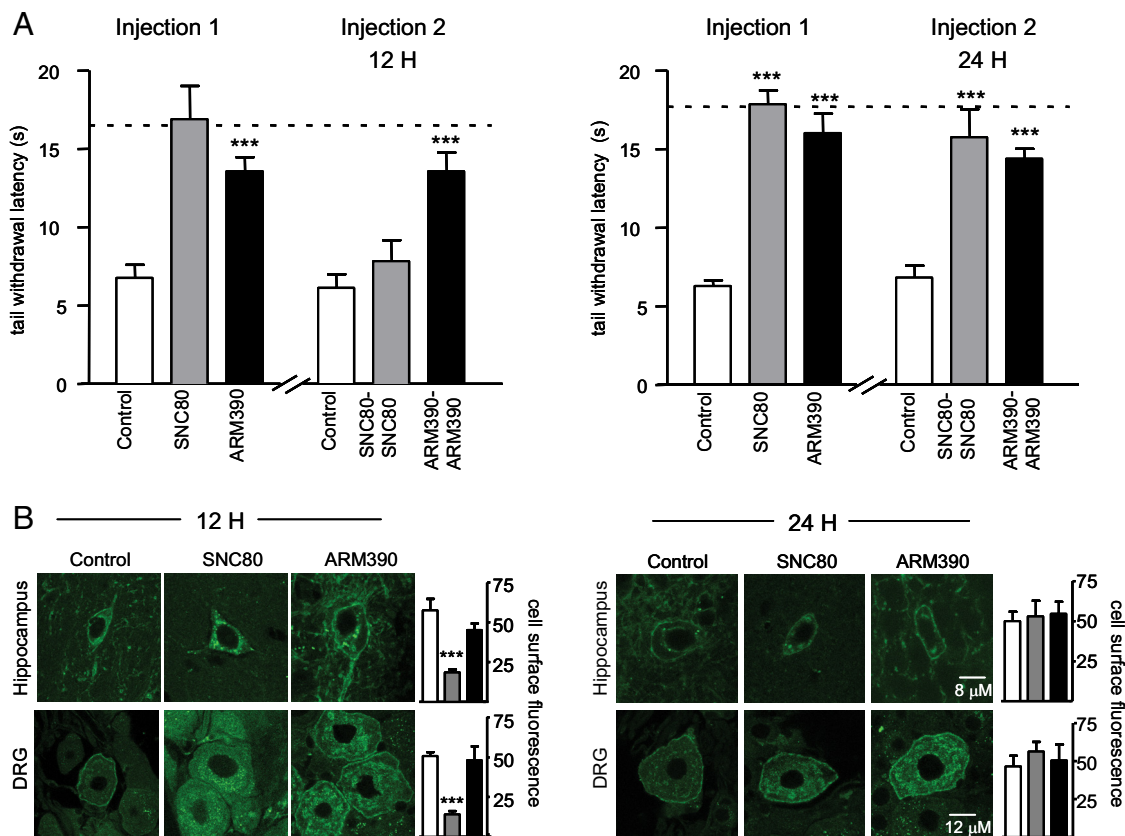 A
Injection 1
Injection 2
12 H
tail withdrawal latency (s)
20
15
10
5
0
***
***
Control
SNC80
ARM390
Control
SNC80-
SNC80
ARM390-
ARM390
Injection 1
Injection 2
24 H
tail withdrawal latency (s)
20
15
10
5
0
***
***
***
***
Control
SNC80
ARM390
Control
SNC80-
SNC80
ARM390-
ARM390
B
12 H
Control
SNC80
ARM390
Hippocampus
DRG
75
50
25
***
75
50
25
***
cell surface fluorescence
24 H
Control
SNC80
ARM390
Hippocampus
DRG
8 µM
12 µM
75
50
25
75
50
25
cell surface fluorescence